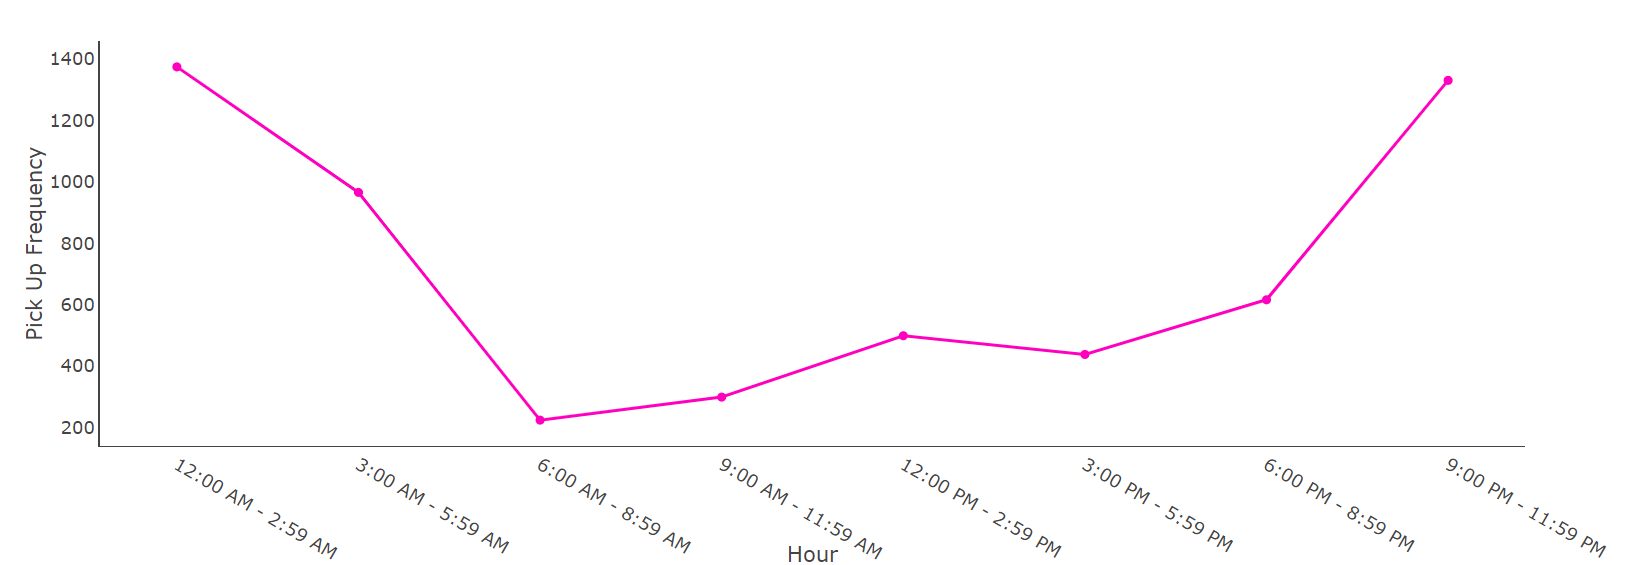 1400
1200
1000
800
600
400
200
Pick Up Frequency
12:00 AM - 2:59 AM
3:00 AM - 5:59 AM
6:00 AM - 8:59 AM
9:00 AM - 11:59 AM
12:00 PM - 2:59 PM
3:00 PM - 5:59 PM
6:00 PM - 8:59 PM
9:00 PM - 11:59 PM
Hour